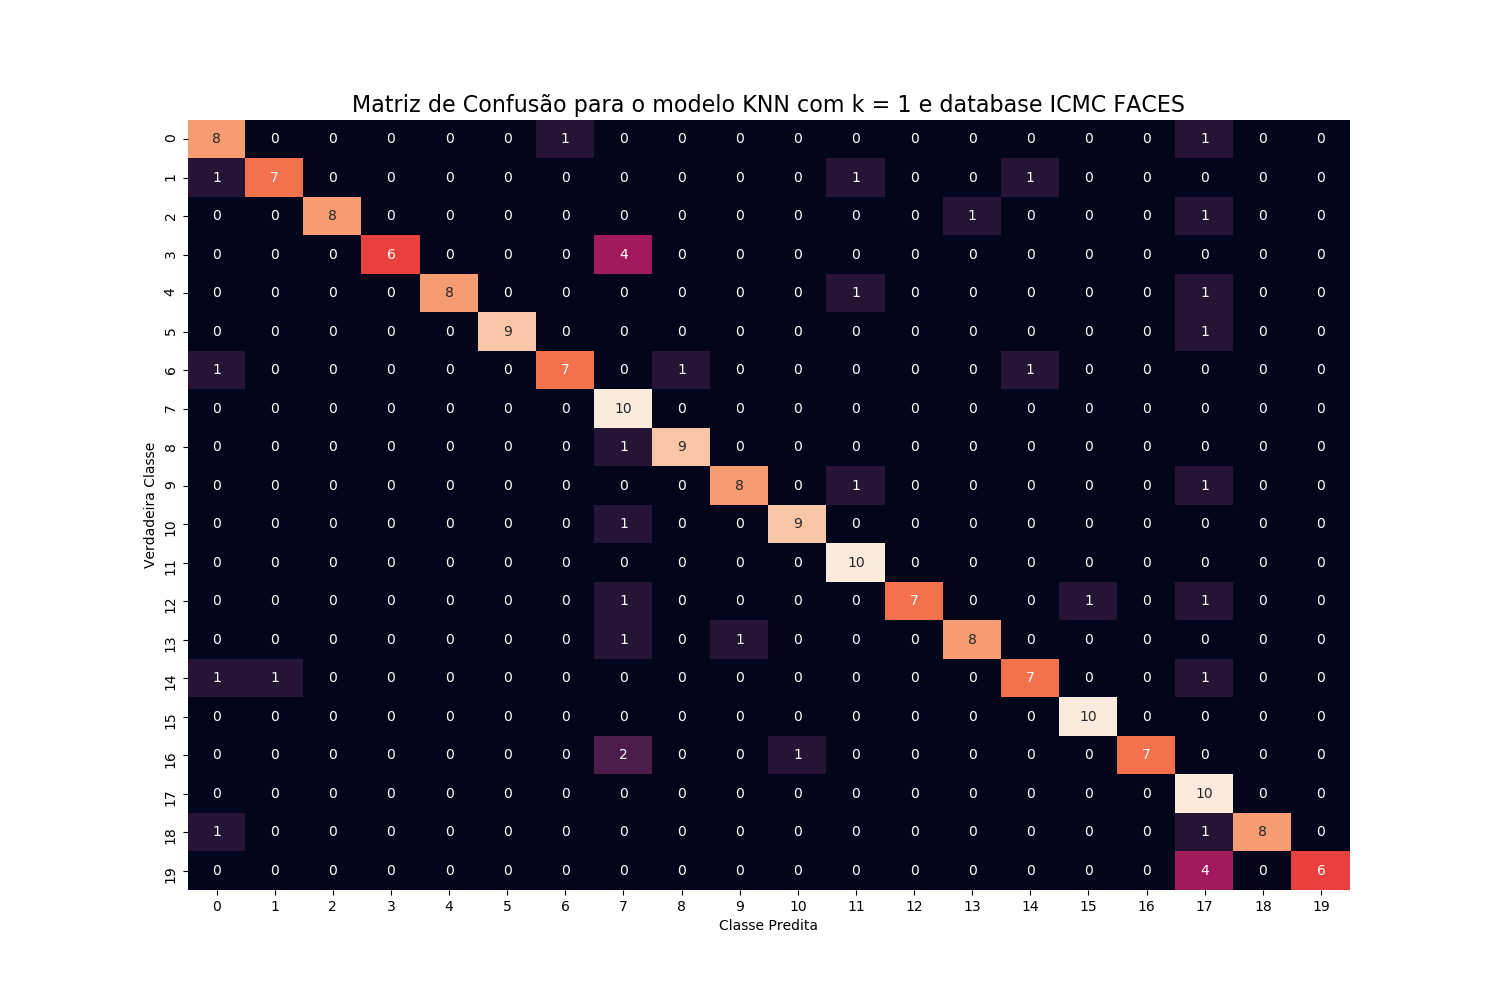 Matriz de Confusão para o modelo KNN com k = 1 e database ICMC FACES
0 8 0 0 0 0 0 1 0 0 0 0 0 0 0 0 0 0 1 0 0
1 1 7 0 0 0 0 0 0 0 0 0 1 0 0 1 0 0 0 0 0
2 0 0 8 0 0 0 0 0 0 0 0 0 0 1 0 0 0 1 0 0
3 0 0 0 6 0 0 0 4 0 0 0 0 0 0 0 0 0 0 0 0
4 0 0 0 0 8 0 0 0 0 0 0 1 0 0 0 0 0 1 0 0
5 0 0 0 0 0 9 0 0 0 0 0 0 0 0 0 0 0 1 0 0
6 1 0 0 0 0 0 7 0 1 0 0 0 0 0 1 0 0 0 0 0
7 0 0 0 0 0 0 0 10 0 0 0 0 0 0 0 0 0 0 0 0
8 0 0 0 0 0 0 0 1 9 0 0 0 0 0 0 0 0 0 0 0
9 0 0 0 0 0 0 0 0 0 8 0 1 0 0 0 0 0 1 0 0
10 0 0 0 0 0 0 0 1 0 0 9 0 0 0 0 0 0 0 0 0
11 0 0 0 0 0 0 0 0 0 0 0 10 0 0 0 0 0 0 0 0
12 0 0 0 0 0 0 0 1 0 0 0 0 7 0 0 1 0 1 0 0
13 0 0 0 0 0 0 0 1 0 1 0 0 0 8 0 0 0 0 0 0
14 1 1 0 0 0 0 0 0 0 0 0 0 0 0 7 0 0 1 0 0
15 0 0 0 0 0 0 0 0 0 0 0 0 0 0 0 10 0 0 0 0
16 0 0 0 0 0 0 0 2 0 0 1 0 0 0 0 0 7 0 0 0
17 0 0 0 0 0 0 0 0 0 0 0 0 0 0 0 0 0 10 0 0
18 1 0 0 0 0 0 0 0 0 0 0 0 0 0 0 0 0 1 8 0
19 0 0 0 0 0 0 0 0 0 0 0 0 0 0 0 0 0 4 0 6
0 1 2 3 4 5 6 7 8 9 10 11 12 13 14 15 16 17 18 19
Verdadeira Classe
Classe Predita